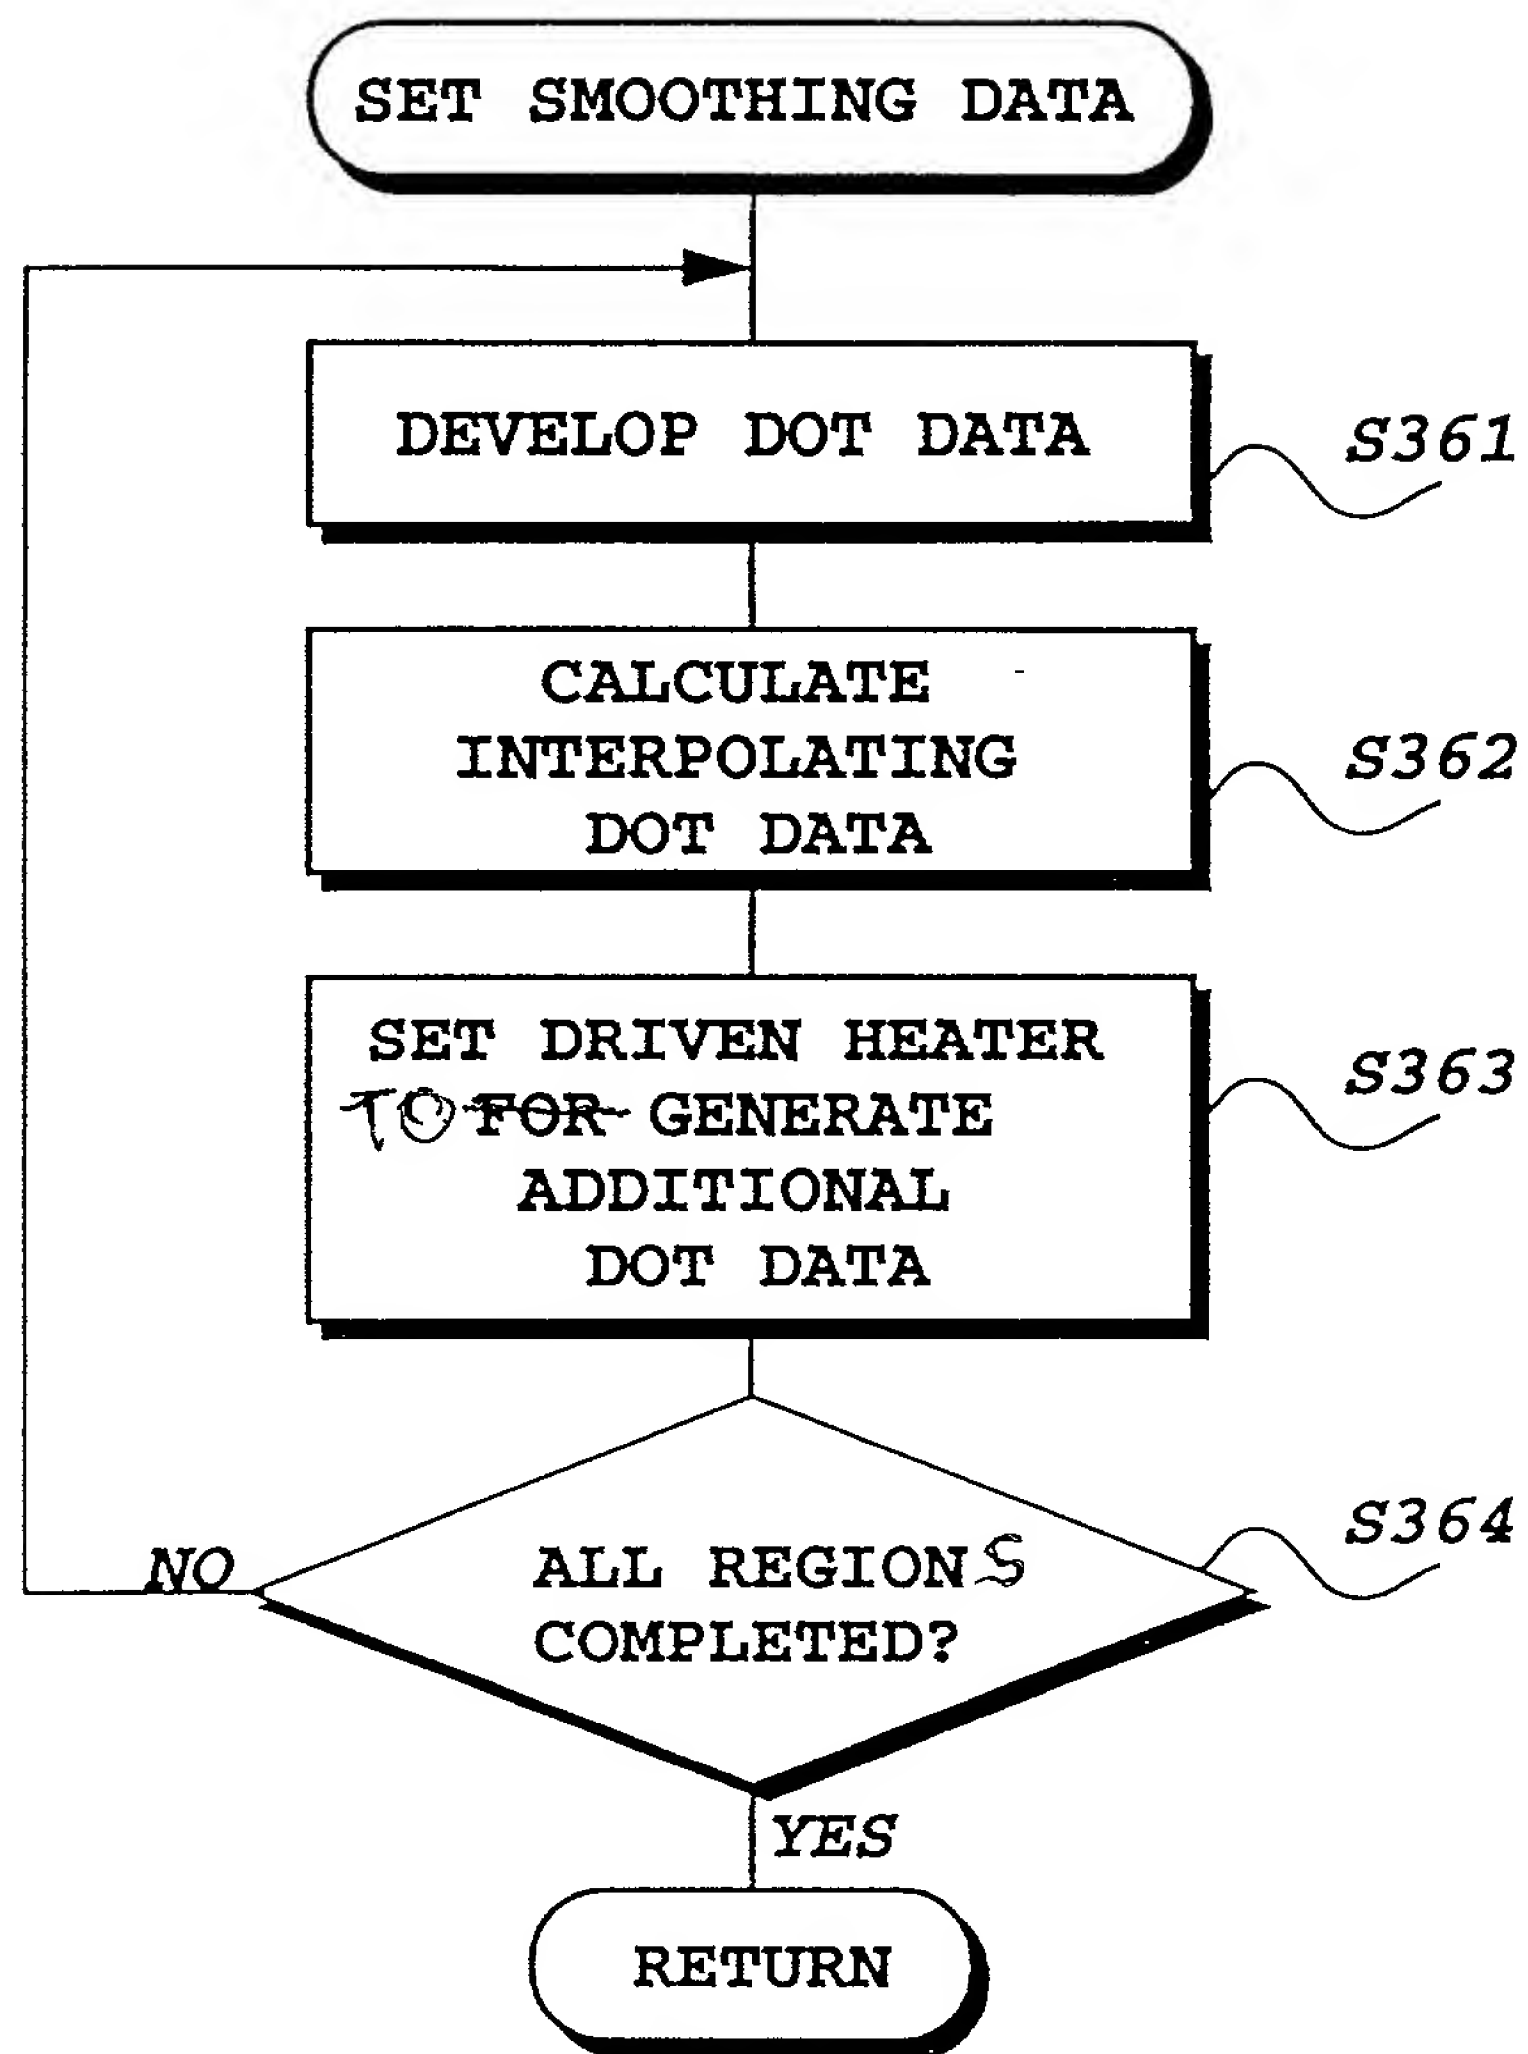 SET SMOOTHING DATA
DEVELOP DOT DATA
S361
CALCULATE
INTERPOLATING
DOT DATA
S362
SET DRIVEN HEATER
TO FOR GENERATE
ADDITIONAL
DOT DATA
S363
ALL REGIONS
COMPLETED?
S364
NO
YES
RETURN